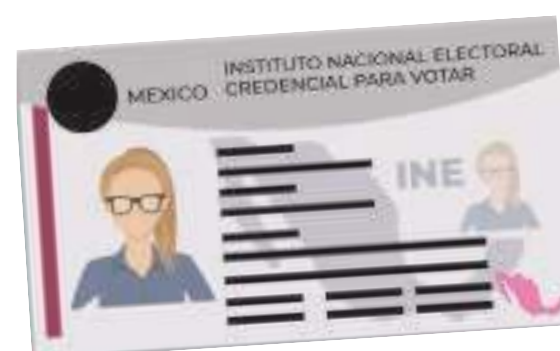 MEXICO
INSTITUTO NACIONAL ELECTORAL
CREDENCIAL PARA VOTAR
INE